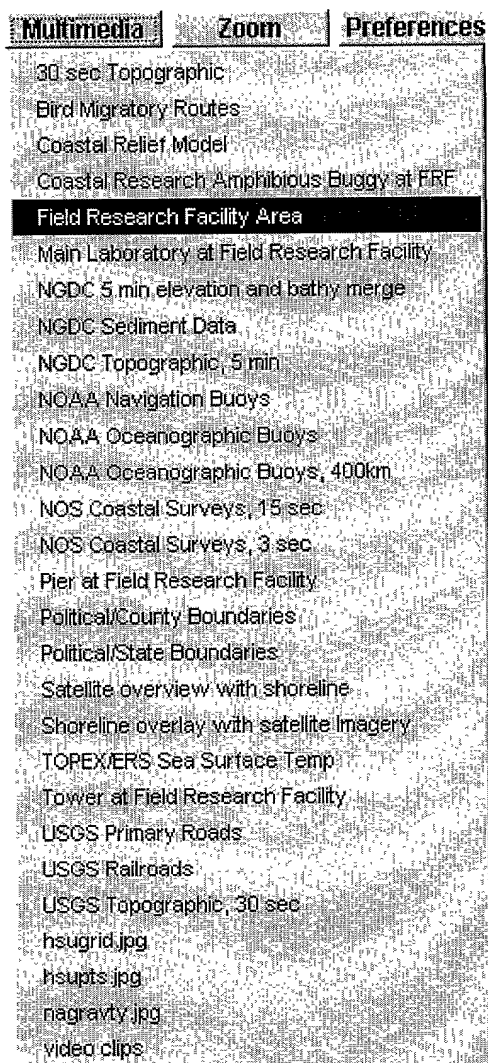 Multimedia Zoom Preferences
30 sec Topographic
Bird Migratory Routes
Coastal Relief Model
Coastal Research Amphibious Buggy at FRF
Field Research Facility Area
Main Laboratory at Field Research Facility
NGDC 5 min elevation and bathy merge
NGDC Sediment Data
NGDC Topographic, 5 min
NOAA Navigation Buoys
NOAA Oceanographic Buoys
NOAA Oceanographic Buoys, 400km
NOS Coastal Surveys, 15 sec
NOS Coastal Surveys, 3 sec
Pier at Field Research Facility
Political/County Boundaries
Political/State Boundaries
Satellite overview with shoreline
Shoreline overlay with satellite Imagery
TOPEX/ERS Sea Surface Temp
Tower at Field Research Facility
USGS Primary Roads
USGS Railroads
USGS Topographic, 30 sec
hsugrid.jpg
hsupts.jpg
nagravty.jpg
video clips